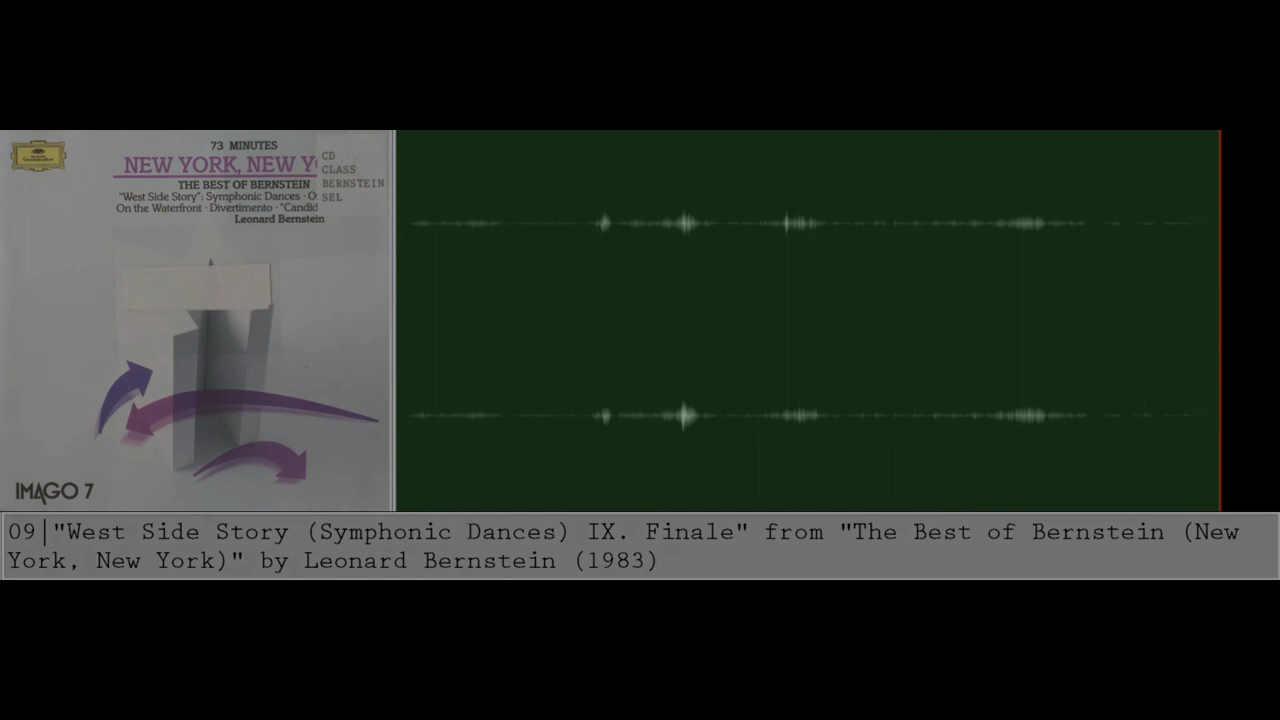 73 MINUTES
NEW YORK, NEW Y
THE BEST OF BERNSTEIN
"West Side Story": Symphonic Dances · O
On the Waterfront · Divertimento · "Candid
Leonard Bernstein
CD
CLASS
BERNSTEIN
SEL
IMAGO 7
09|"West Side Story (Symphonic Dances) IX. Finale" from "The Best of Bernstein (New
York, New York)" by Leonard Bernstein (1983)